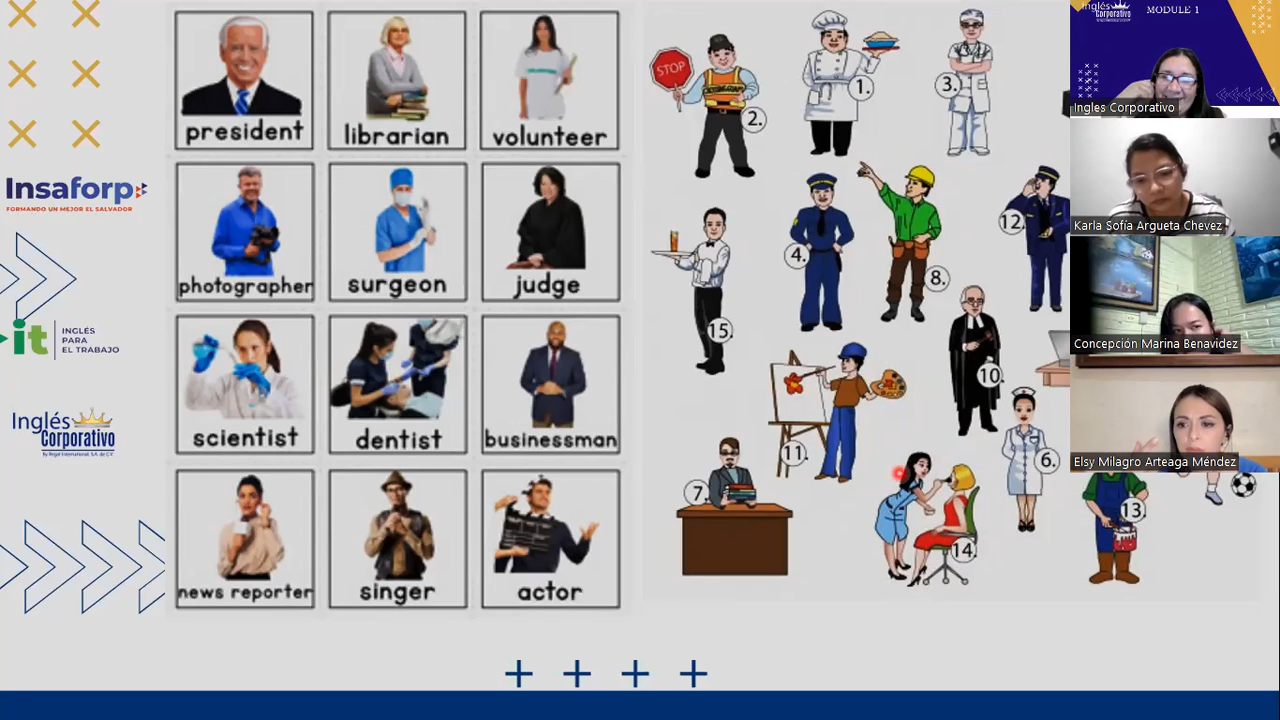 Insaforp
FORMANDO UN MEJOR EL SALVADOR
it
INGLÉS
PARA
EL TRABAJO
Inglés
Corporativo
president
librarian
volunteer
photographer
surgeon
judge
scientist
dentist
businessman
news reporter
singer
actor
STOP
2.
1.
3.
12.
4.
8.
15.
10.
11.
6.
7.
13.
14.
Inglés
Corporativo
MODULE 1
Ingles Corporativo
Karla Sofía Argueta Chevez
Concepción Marina Benavidez
Elsy Milagro Arteaga Méndez